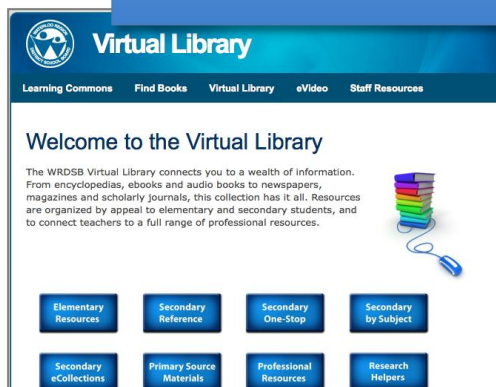 Virtual Library
Learning Commons Find Books Virtual Library eVideo Staff Resources
Welcome to the Virtual Library
The WRDSB Virtual Library connects you to a wealth of information.
From encyclopedias, ebooks and audio books to newspapers,
magazines and scholarly journals, this collection has it all. Resources
are organized by appeal to elementary and secondary students, and
to connect teachers to a full range of professional resources.
Elementary Resources
Secondary Reference
Secondary One-Stop
Secondary by Subject
Secondary eCollections
Primary Source Materials
Professional Resources
Research Helpers